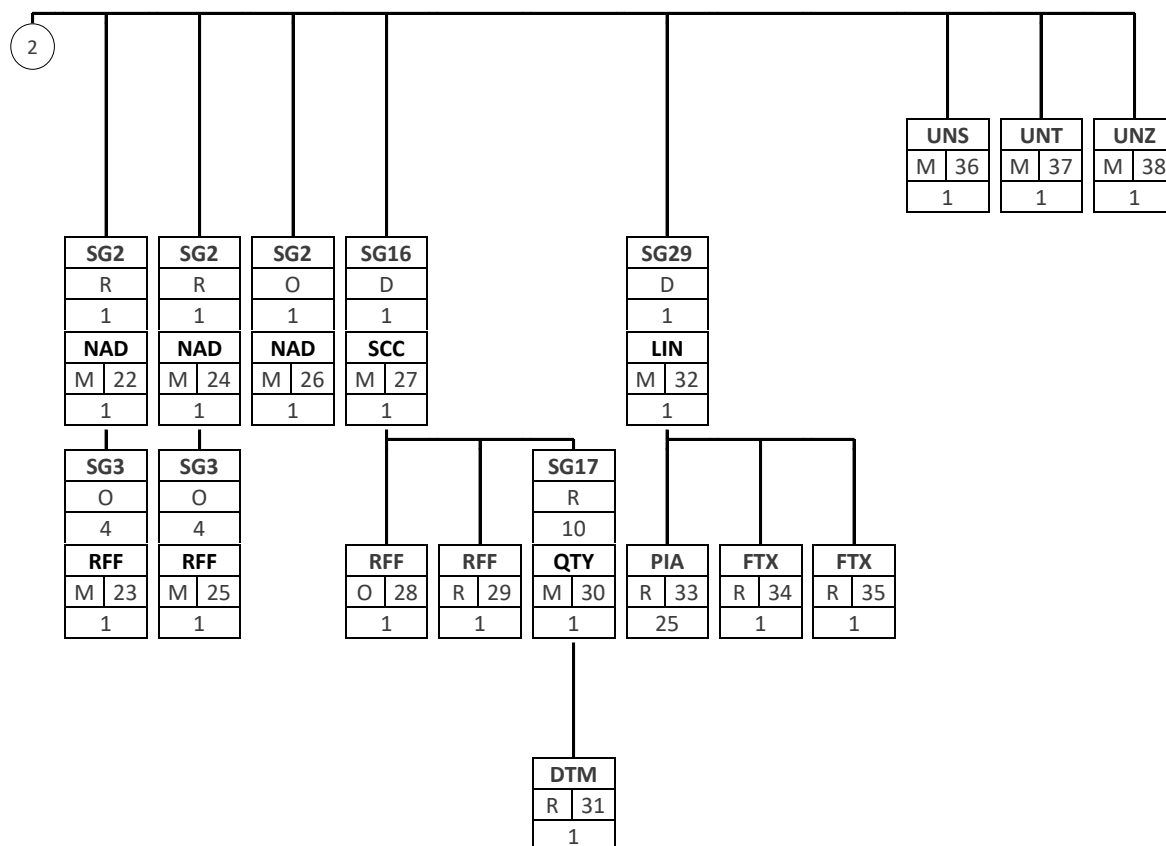 2
UNS UNT UNZ
M 36 M 37 M 38
1 1 1
SG2 SG2 SG2 SG16 SG29
R R O D D
1 1 1 1 1
NAD NAD NAD SCC LIN
M 22 M 24 M 26 M 27 M 32
1 1 1 1 1
SG3 SG3 SG17
O O R
4 4 10
RFF RFF RFF RFF QTY PIA FTX FTX
M 23 M 25 O 28 R 29 M 30 R 33 R 34 R 35
1 1 1 1 1 25 1 1
DTM
R 31
1